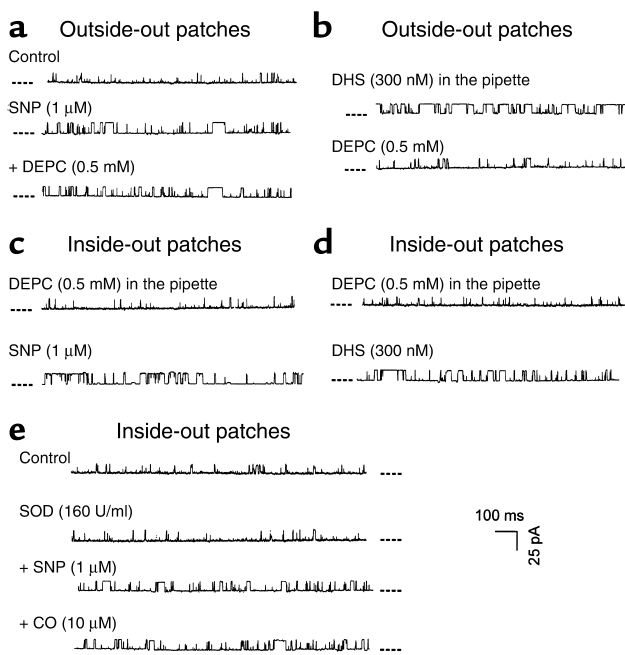 a Outside-out patches
Control
SNP (1 μM)
+ DEPC (0.5 mM)
b Outside-out patches
DHS (300 nM) in the pipette
DEPC (0.5 mM)
c Inside-out patches
DEPC (0.5 mM) in the pipette
SNP (1 μM)
d Inside-out patches
DEPC (0.5 mM) in the pipette
DHS (300 nM)
e Inside-out patches
Control
SOD (160 U/ml)
+ SNP (1 μM)
+ CO (10 μM)
100 ms
25 pA